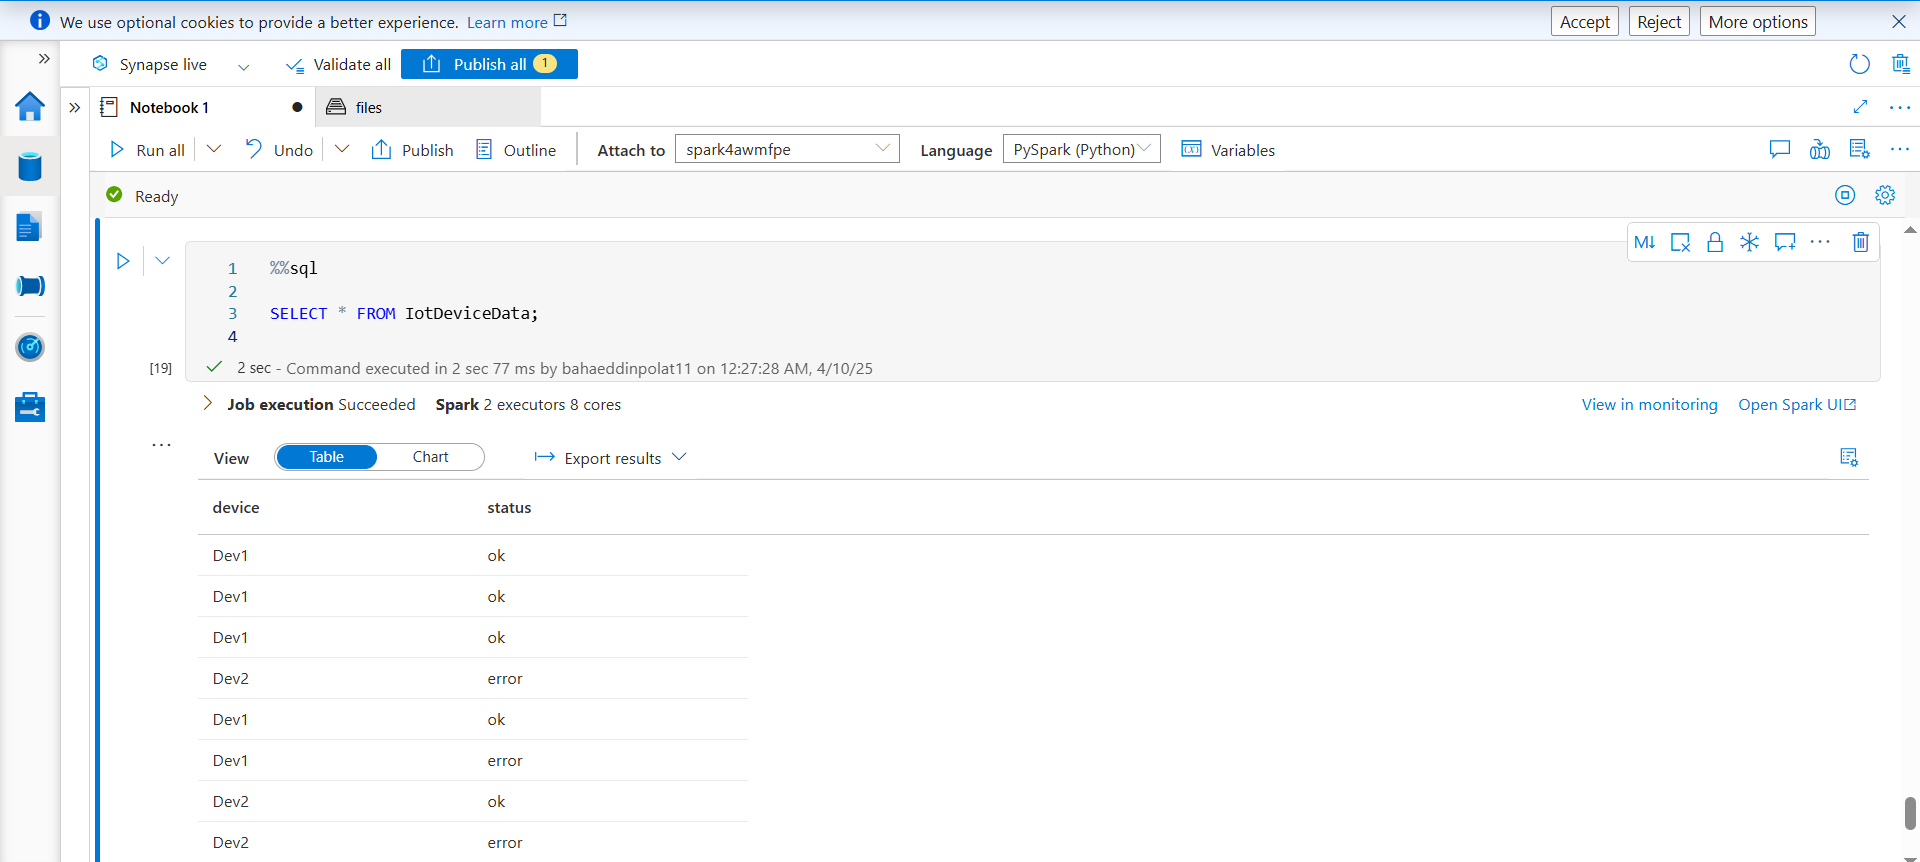 We use optional cookies to provide a better experience. Learn more
Accept
Reject
More options
Synapse live
Validate all
Publish all 1
Notebook 1
files
Run all
Undo
Publish
Outline
Attach to
spark4awmfpe
Language
PySpark (Python)
Variables
Ready
M↓
1 %%sql
2
3 SELECT * FROM IotDeviceData;
4
[19]
2 sec - Command executed in 2 sec 77 ms by bahaeddinpolat11 on 12:27:28 AM, 4/10/25
Job execution Succeeded Spark 2 executors 8 cores
View in monitoring
Open Spark UI
View
Table
Chart
Export results
device status
Dev1 ok
Dev1 ok
Dev1 ok
Dev2 error
Dev1 ok
Dev1 error
Dev2 ok
Dev2 error